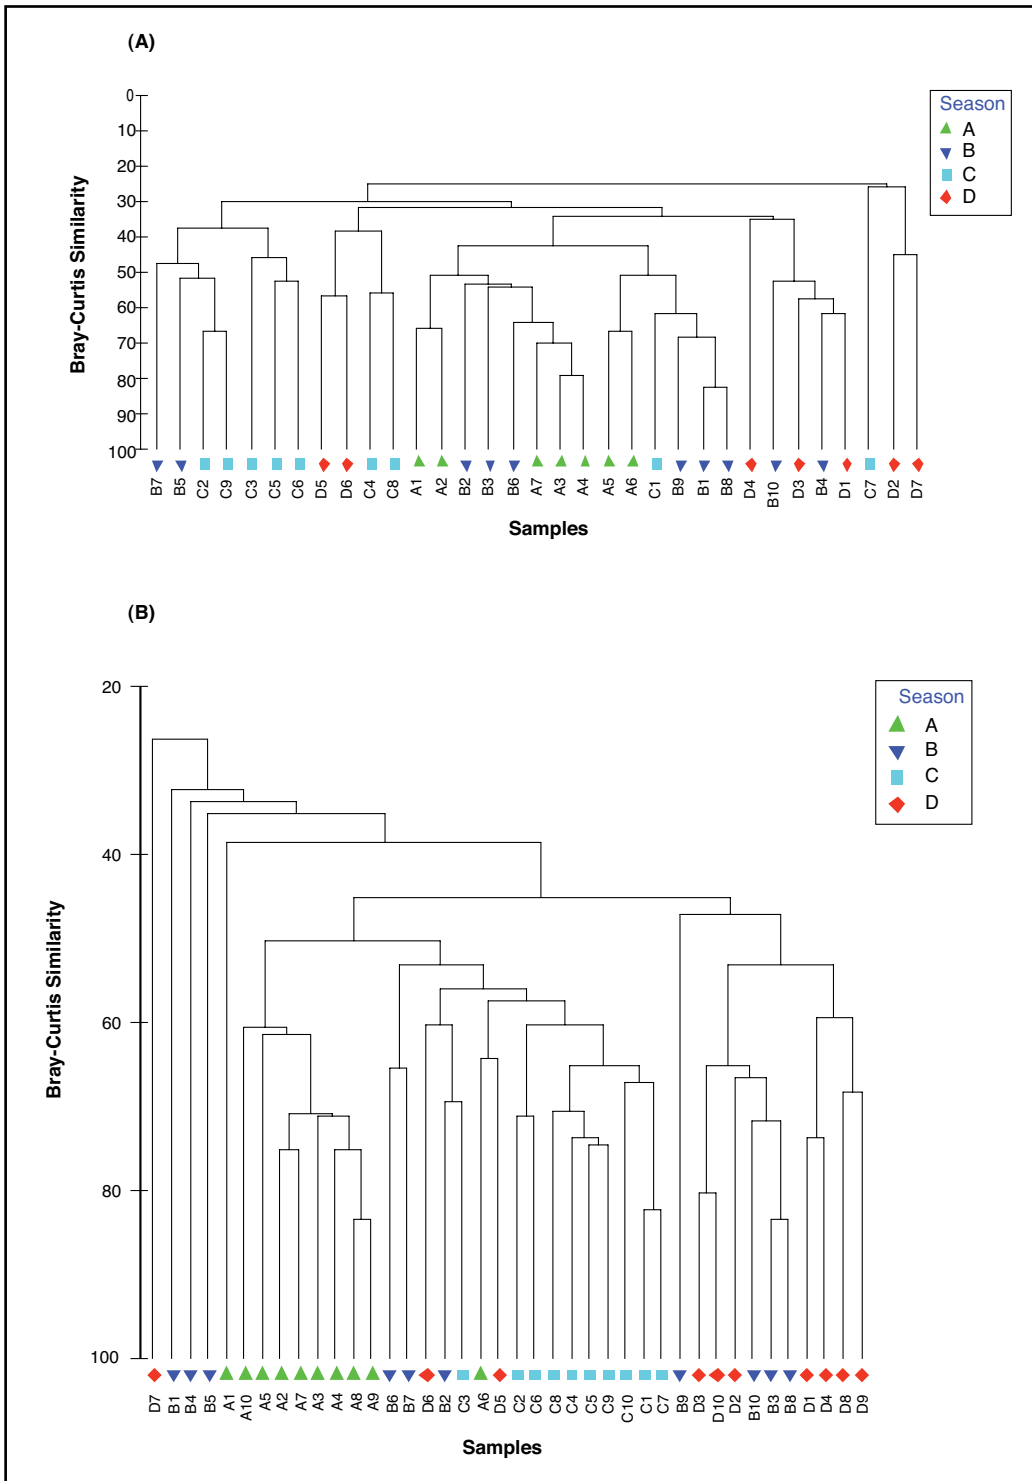 (A)
0
10
20
30
40
50
60
70
80
90
100
Bray-Curtis Similarity
Season
A
B
C
D
B7 B5 C2 C9 C3 C5 C6 D5 D6 C4 C8 A1 A2 B2 B3 B6 A7 A3 A4 A5 A6 C1 B9 B1 B8 D4 B10 D3 B4 D1 C7 D2 D7
Samples
(B)
20
40
60
80
100
Bray-Curtis Similarity
Season
A
B
C
D
D7 B1 B4 B5 A1 A10 A5 A2 A7 A3 A4 A8 A9 B6 B7 D6 B2 C3 A6 D5 C2 C6 C8 C4 C5 C9 C10 C1 C7 B9 D3 D10 D2 B10 B3 B8 D1 D4 D8 D9
Samples